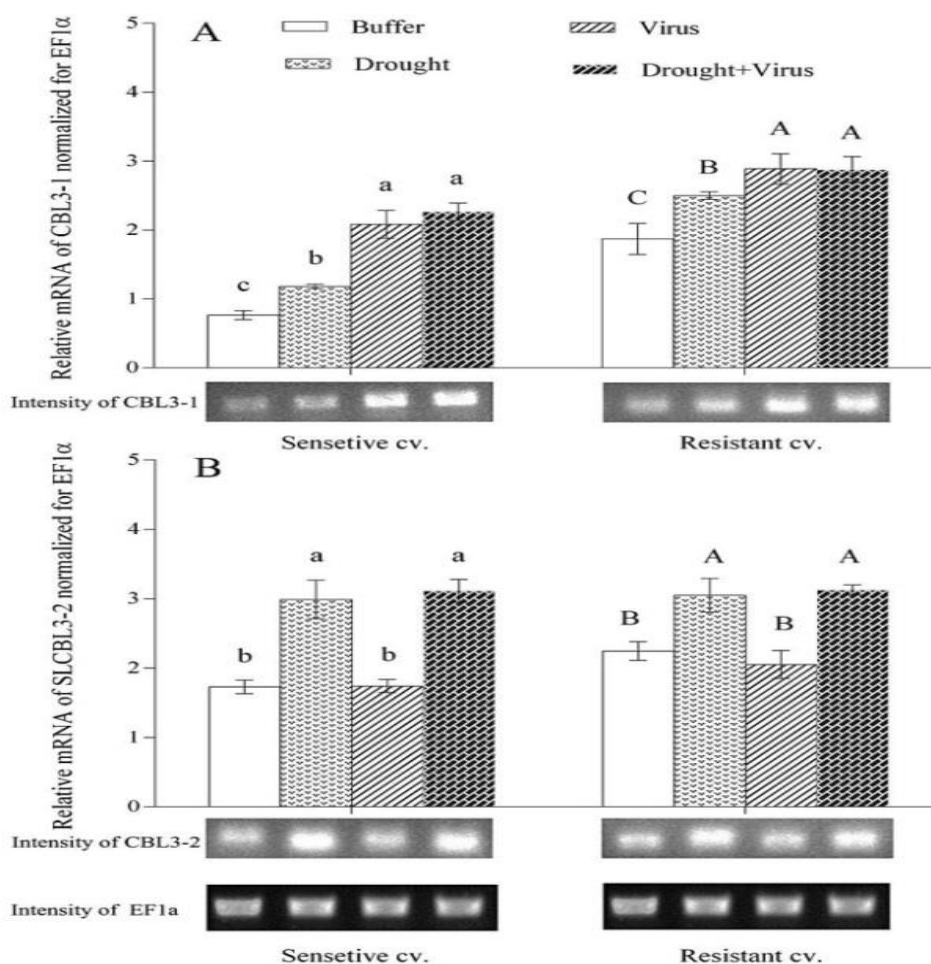 A
Buffer
Virus
Drought
Drought+Virus
Relative mRNA of CBL3-1 normalized for EF1α
5
4
3
2
1
0
c
b
a
a
C
B
A
A
Intensity of CBL3-1
Sensetive cv.
Resistant cv.
B
Relative mRNA of SLCBL3-2 normalized for EF1α
5
4
3
2
1
0
b
a
b
a
B
A
B
A
Intensity of CBL3-2
Intensity of EF1a
Sensetive cv.
Resistant cv.